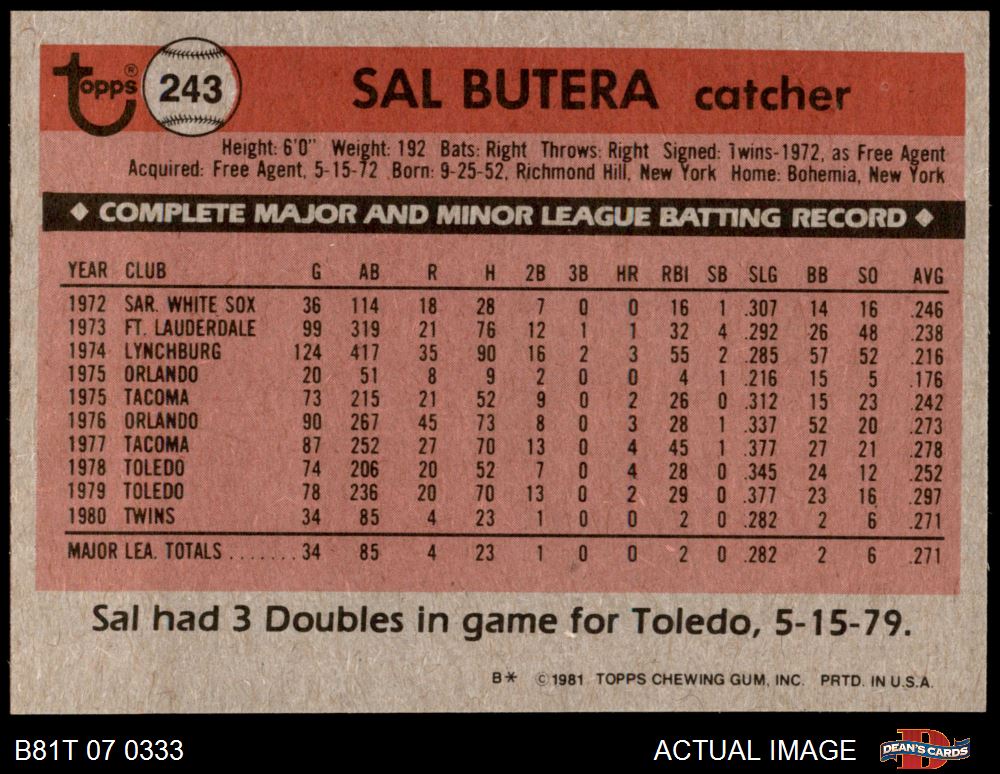 topps® 243 SAL BUTERA catcher
Height: 6'0" Weight: 192 Bats: Right Throws: Right Signed: Twins-1972, as Free Agent
Acquired: Free Agent, 5-15-72 Born: 9-25-52, Richmond Hill, New York Home: Bohemia, New York
◆ COMPLETE MAJOR AND MINOR LEAGUE BATTING RECORD ◆
YEAR CLUB G AB R H 2B 3B HR RBI SB SLG BB SO AVG
1972 SAR. WHITE SOX 36 114 18 28 7 0 0 16 1 .307 14 16 .246
1973 FT. LAUDERDALE 99 319 21 76 12 1 1 32 4 .292 26 48 .238
1974 LYNCHBURG 124 417 35 90 16 2 3 55 2 .285 57 52 .216
1975 ORLANDO 20 51 8 9 2 0 0 4 1 .216 15 5 .176
1975 TACOMA 73 215 21 52 9 0 2 26 0 .312 15 23 .242
1976 ORLANDO 90 267 45 73 8 0 3 28 1 .337 52 20 .273
1977 TACOMA 87 252 27 70 13 0 4 45 1 .377 27 21 .278
1978 TOLEDO 74 206 20 52 7 0 4 28 0 .345 24 12 .252
1979 TOLEDO 78 236 20 70 13 0 2 29 0 .377 23 16 .297
1980 TWINS 34 85 4 23 1 0 0 2 0 .282 2 6 .271
MAJOR LEA. TOTALS ....... 34 85 4 23 1 0 0 2 0 .282 2 6 .271
Sal had 3 Doubles in game for Toledo, 5-15-79.
B* ©1981 TOPPS CHEWING GUM, INC. PRTD. IN U.S.A.
B81T 07 0333 ACTUAL IMAGE DEAN'S CARDS